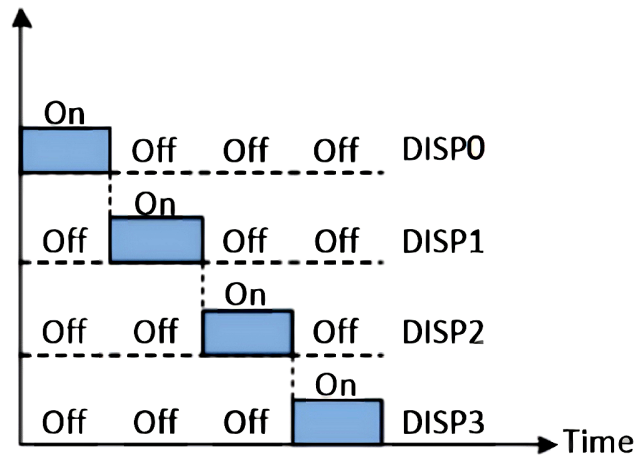 On
Off Off Off DISP0
On
Off Off Off DISP1
On
Off Off Off DISP2
On
Off Off Off DISP3
Time